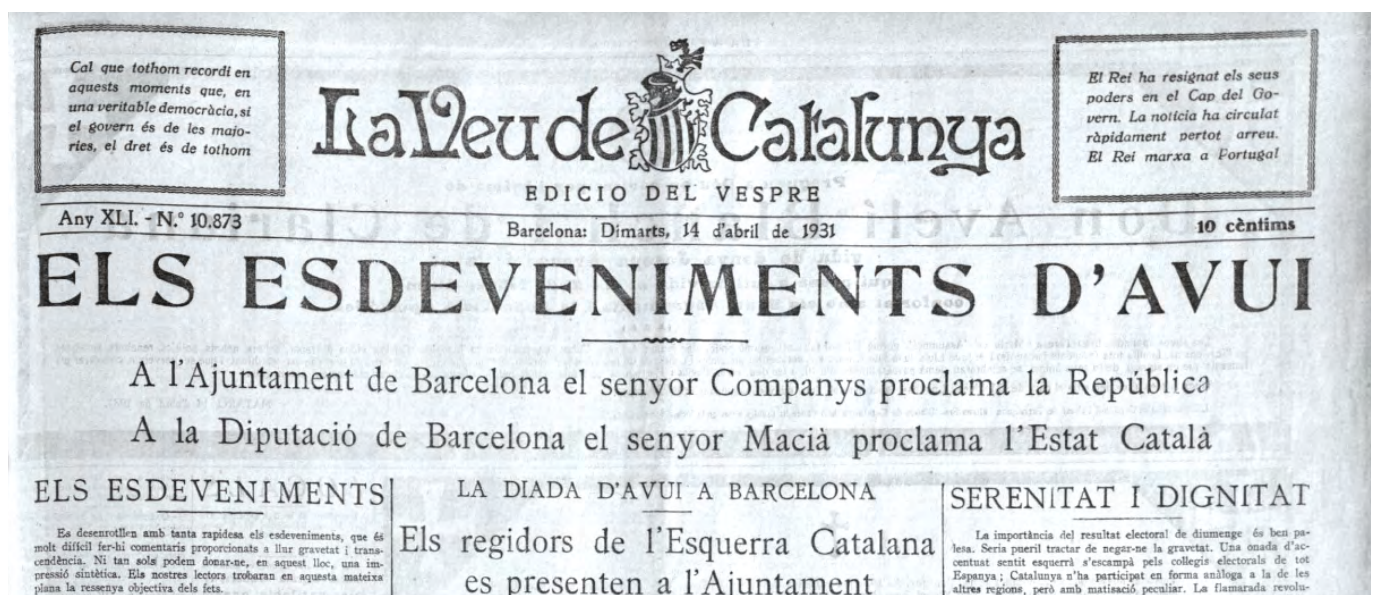 Cal que tothom recordi en
aquests moments que, en
una veritable democràcia, si
el govern és de les majo-
ries, el dret és de tothom
La Veu de Catalunya
EDICIO DEL VESPRE
El Rei ha resignat els seus
poders en el Cap del Go-
vern. La notícia ha circulat
ràpidament pertot arreu.
El Rei marxa a Portugal
Any XLI. - N.º 10.873
Barcelona: Dimarts, 14 d'abril de 1931
10 cèntims
ELS ESDEVENIMENTS D'AVUI
A l'Ajuntament de Barcelona el senyor Companys proclama la República
A la Diputació de Barcelona el senyor Macià proclama l'Estat Català
ELS ESDEVENIMENTS
Es desenrotllen amb tanta rapidesa els esdeveniments, que és
molt difícil fer-hi comentaris proporcionats a llur gravetat i trans-
cendència. Ni tan sols podem donar-ne, en aquest lloc, una im-
pressió sintètica. Els nostres lectors trobaran en aquesta mateixa
plana la ressenya objectiva dels fets.
LA DIADA D'AVUI A BARCELONA
Els regidors de l'Esquerra Catalana
es presenten a l'Ajuntament
SERENITAT I DIGNITAT
La importància del resultat electoral de diumenge és ben pa-
lesa. Seria pueril tractar de negar-ne la gravetat. Una onada d'ac-
centuat sentit esquerrà s'escampà pels collegis electorals de tot
Espanya; Catalunya n'ha participat en forma anàloga a la de les
altres regions, però amb matisació peculiar. La flamarada revolu-